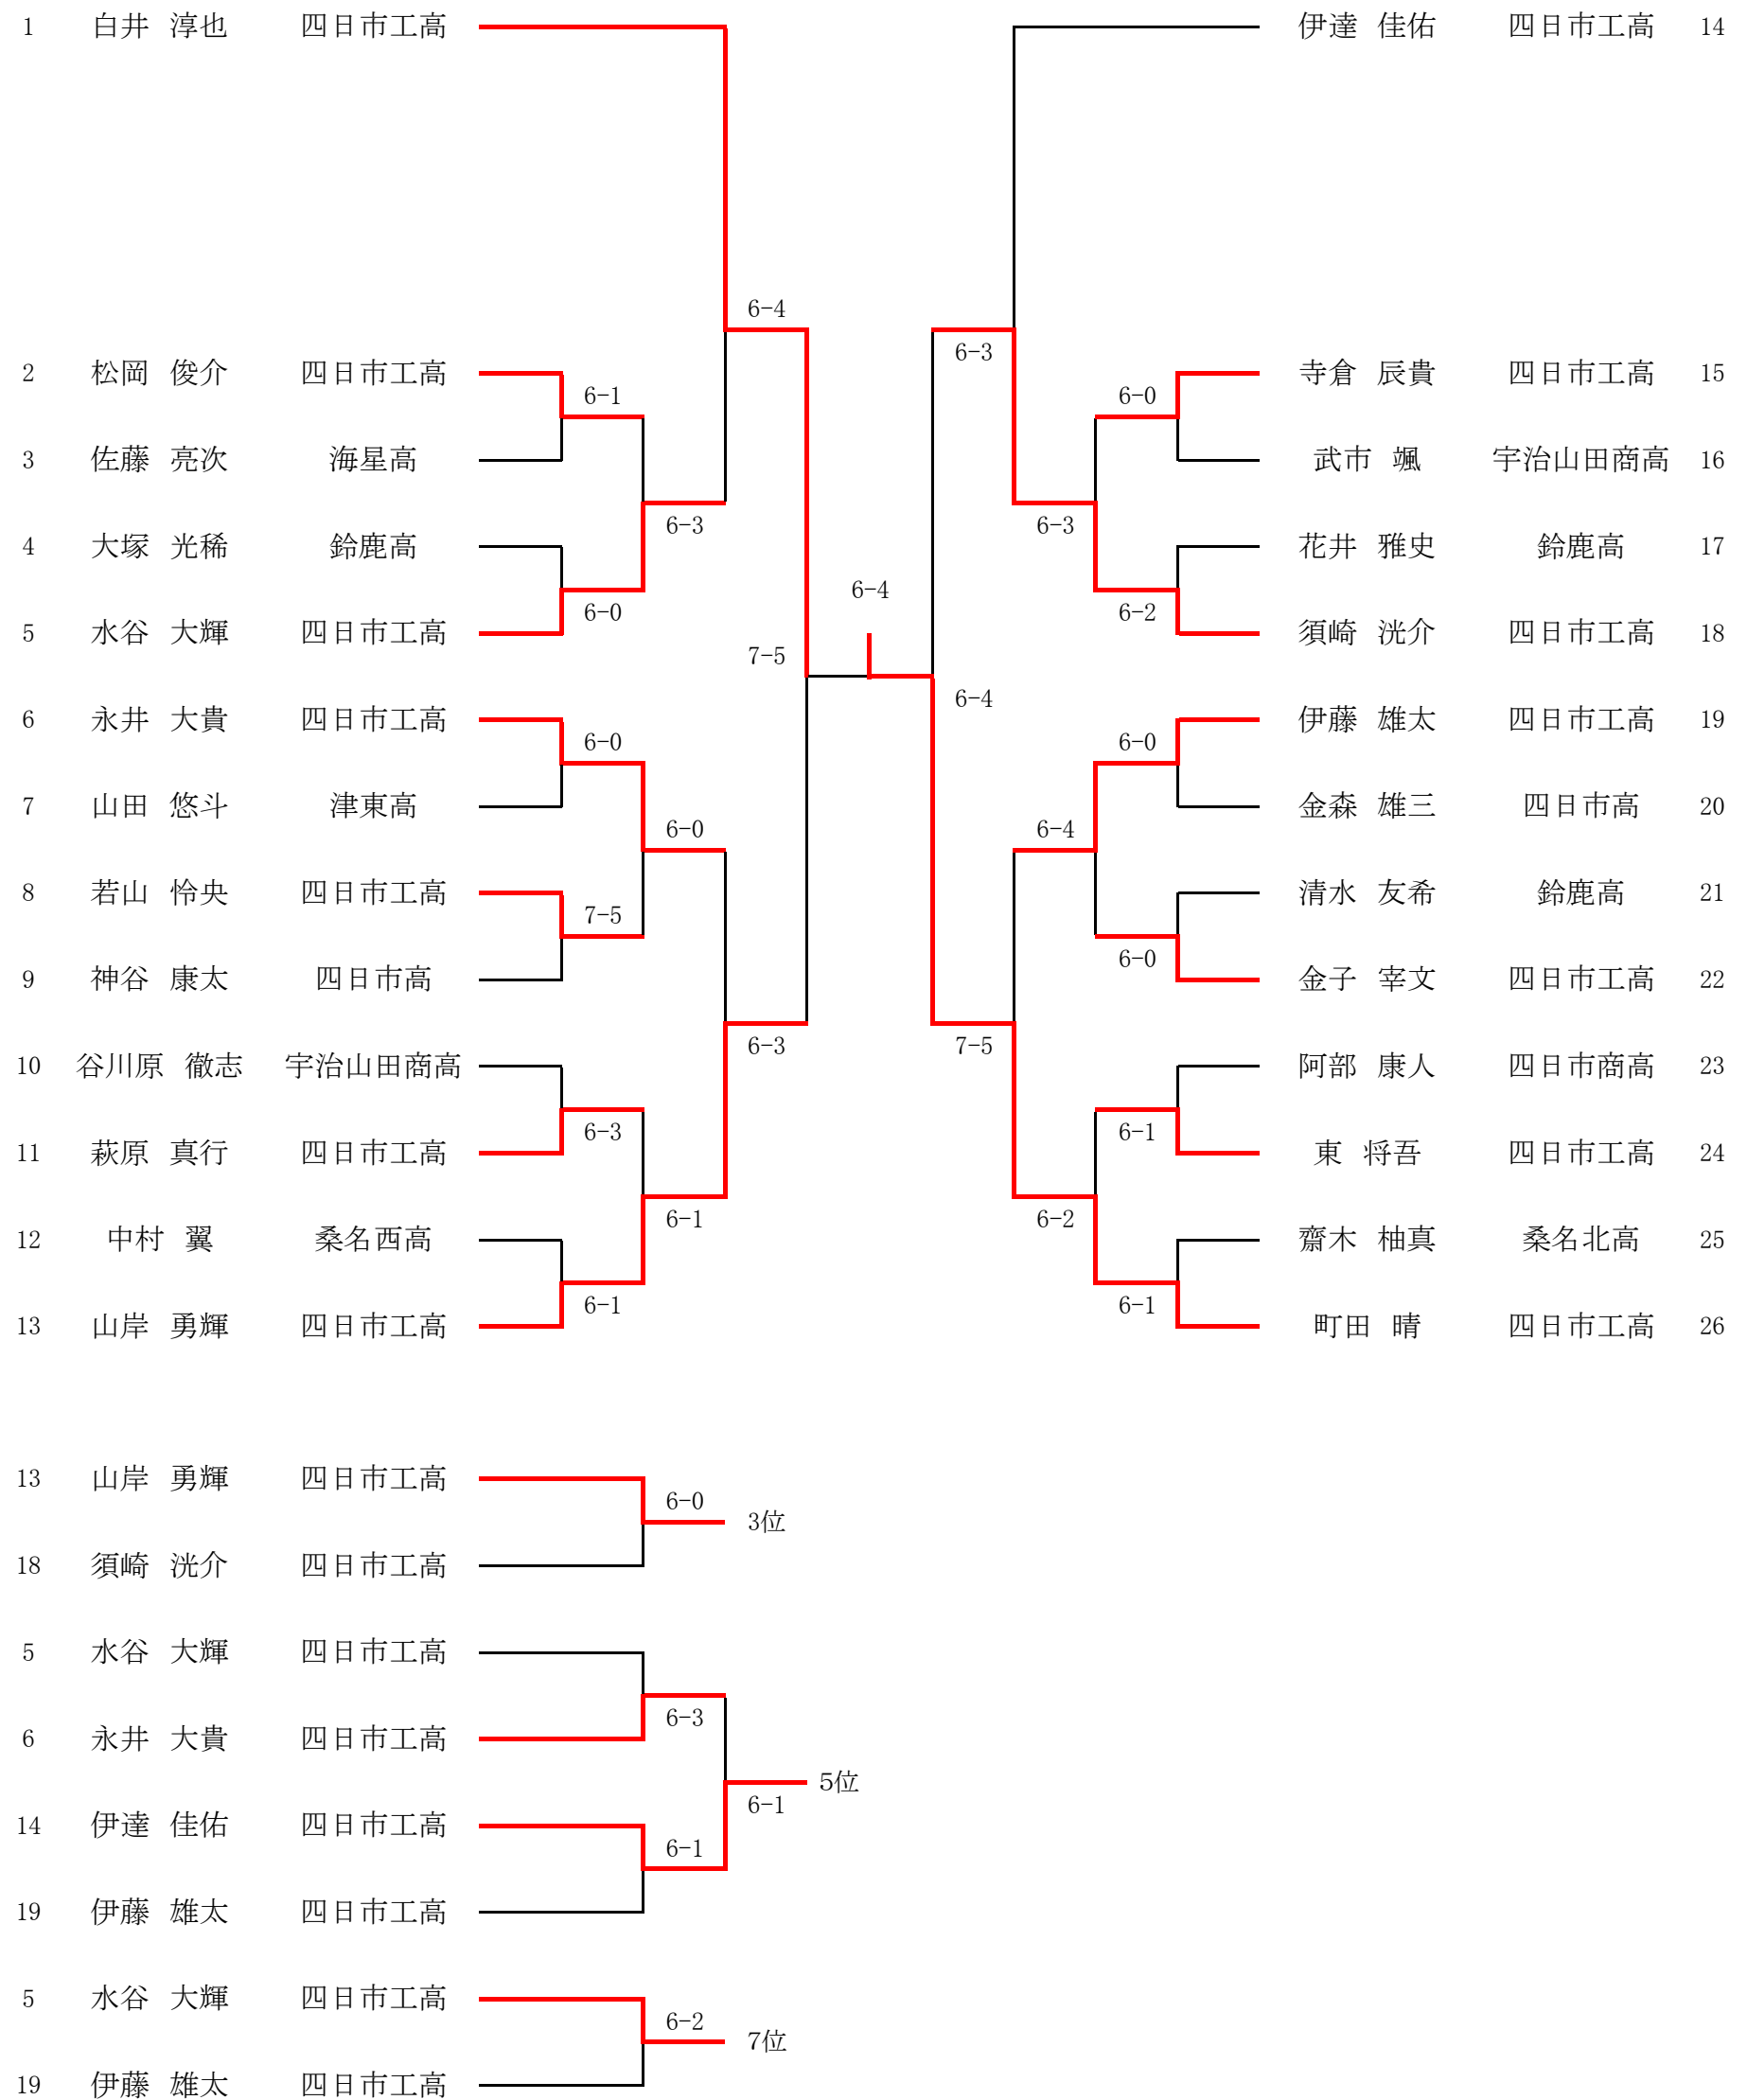 1 白井 淳也 四日市工高 伊達 佳佑 四日市工高 14
6-4
6-3
2 松岡 俊介 四日市工高 寺倉 辰貴 四日市工高 15
6-1 6-0
3 佐藤 亮次 海星高 武市 颯 宇治山田商高 16
6-3 6-3
4 大塚 光稀 鈴鹿高 花井 雅史 鈴鹿高 17
6-4
6-0 6-2
5 水谷 大輝 四日市工高 須崎 洸介 四日市工高 18
7-5
6-4
6 永井 大貴 四日市工高 伊藤 雄太 四日市工高 19
6-0 6-0
7 山田 悠斗 津東高 金森 雄三 四日市高 20
6-0 6-4
8 若山 怜央 四日市工高 清水 友希 鈴鹿高 21
7-5
6-0
9 神谷 康太 四日市高 金子 宰文 四日市工高 22
6-3 7-5
10 谷川原 徹志 宇治山田商高 阿部 康人 四日市商高 23
6-3 6-1
11 萩原 真行 四日市工高 東 将吾 四日市工高 24
6-1 6-2
12 中村 翼 桑名西高 齋木 柚真 桑名北高 25
6-1 6-1
13 山岸 勇輝 四日市工高 町田 晴 四日市工高 26
13 山岸 勇輝 四日市工高
6-0
3位
18 須崎 洸介 四日市工高
5 水谷 大輝 四日市工高
6-3
6 永井 大貴 四日市工高
5位
6-1
14 伊達 佳佑 四日市工高
6-1
19 伊藤 雄太 四日市工高
5 水谷 大輝 四日市工高
6-2
7位
19 伊藤 雄太 四日市工高